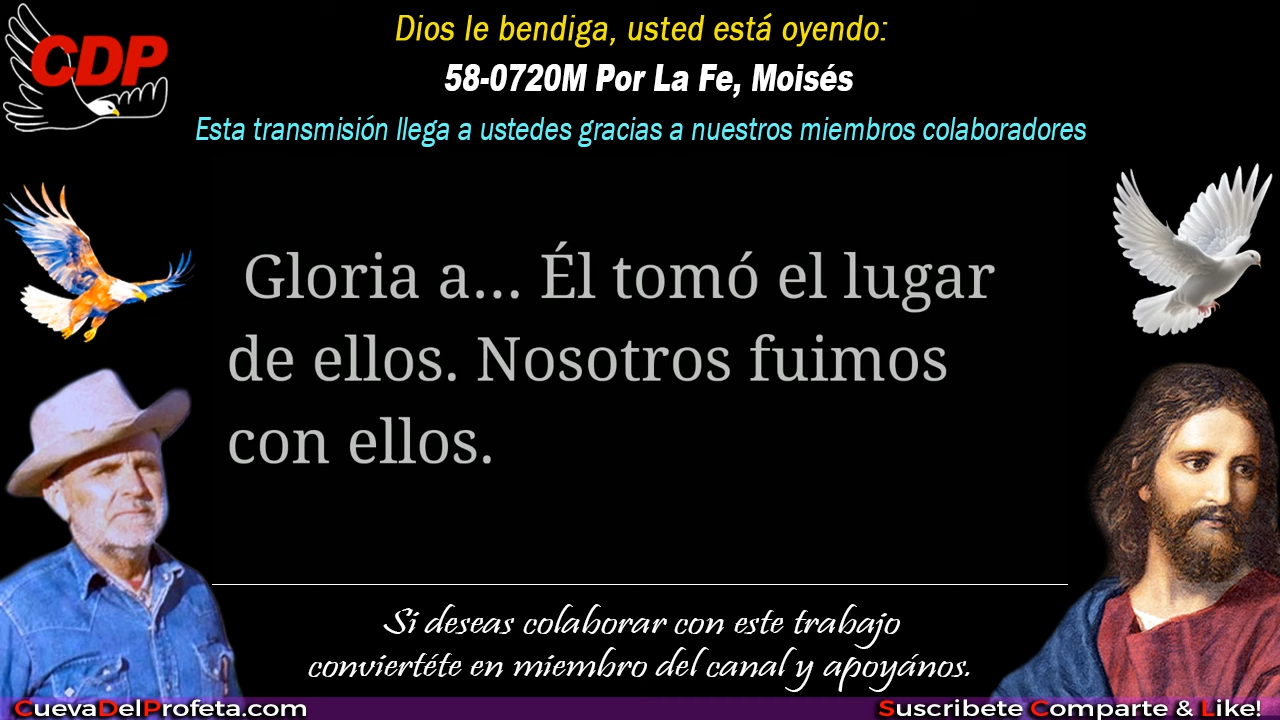 CDP
Dios le bendiga, usted está oyendo:
58-0720M Por La Fe, Moisés
Esta transmisión llega a ustedes gracias a nuestros miembros colaboradores
Gloria a... Él tomó el lugar
de ellos. Nosotros fuimos
con ellos.
Si deseas colaborar con este trabajo
conviertéte en miembro del canal y apoyános.
CuevaDelProfeta.com
Suscribete Comparte & Like!